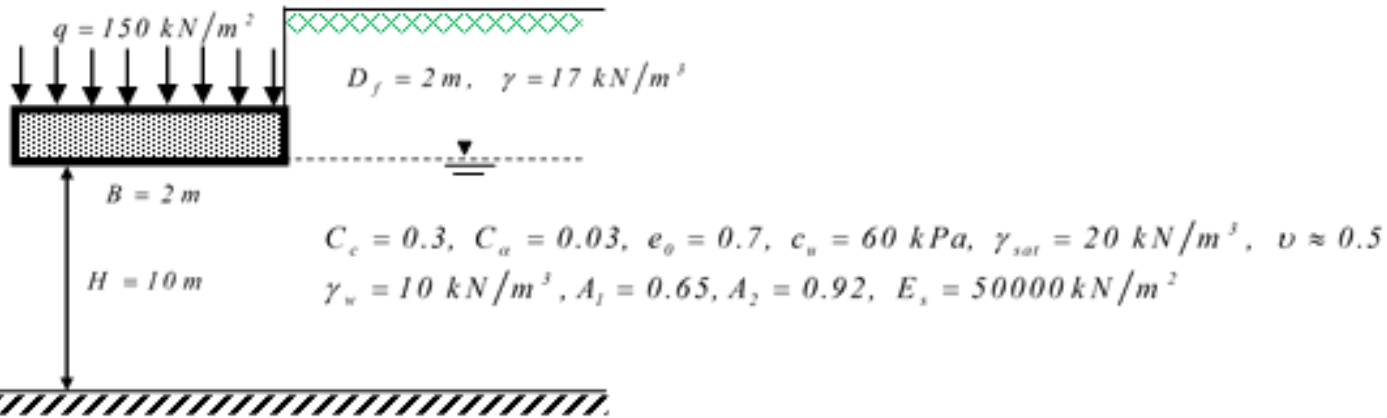 q = 150 kN/m²
D_f = 2 m, γ = 17 kN/m³
B = 2 m
C_c = 0.3, C_α = 0.03, e_o = 0.7, c_u = 60 kPa, γ_sat = 20 kN/m³, υ ≈ 0.5
H = 10 m
γ_w = 10 kN/m³, A_1 = 0.65, A_2 = 0.92, E_s = 50000 kN/m²